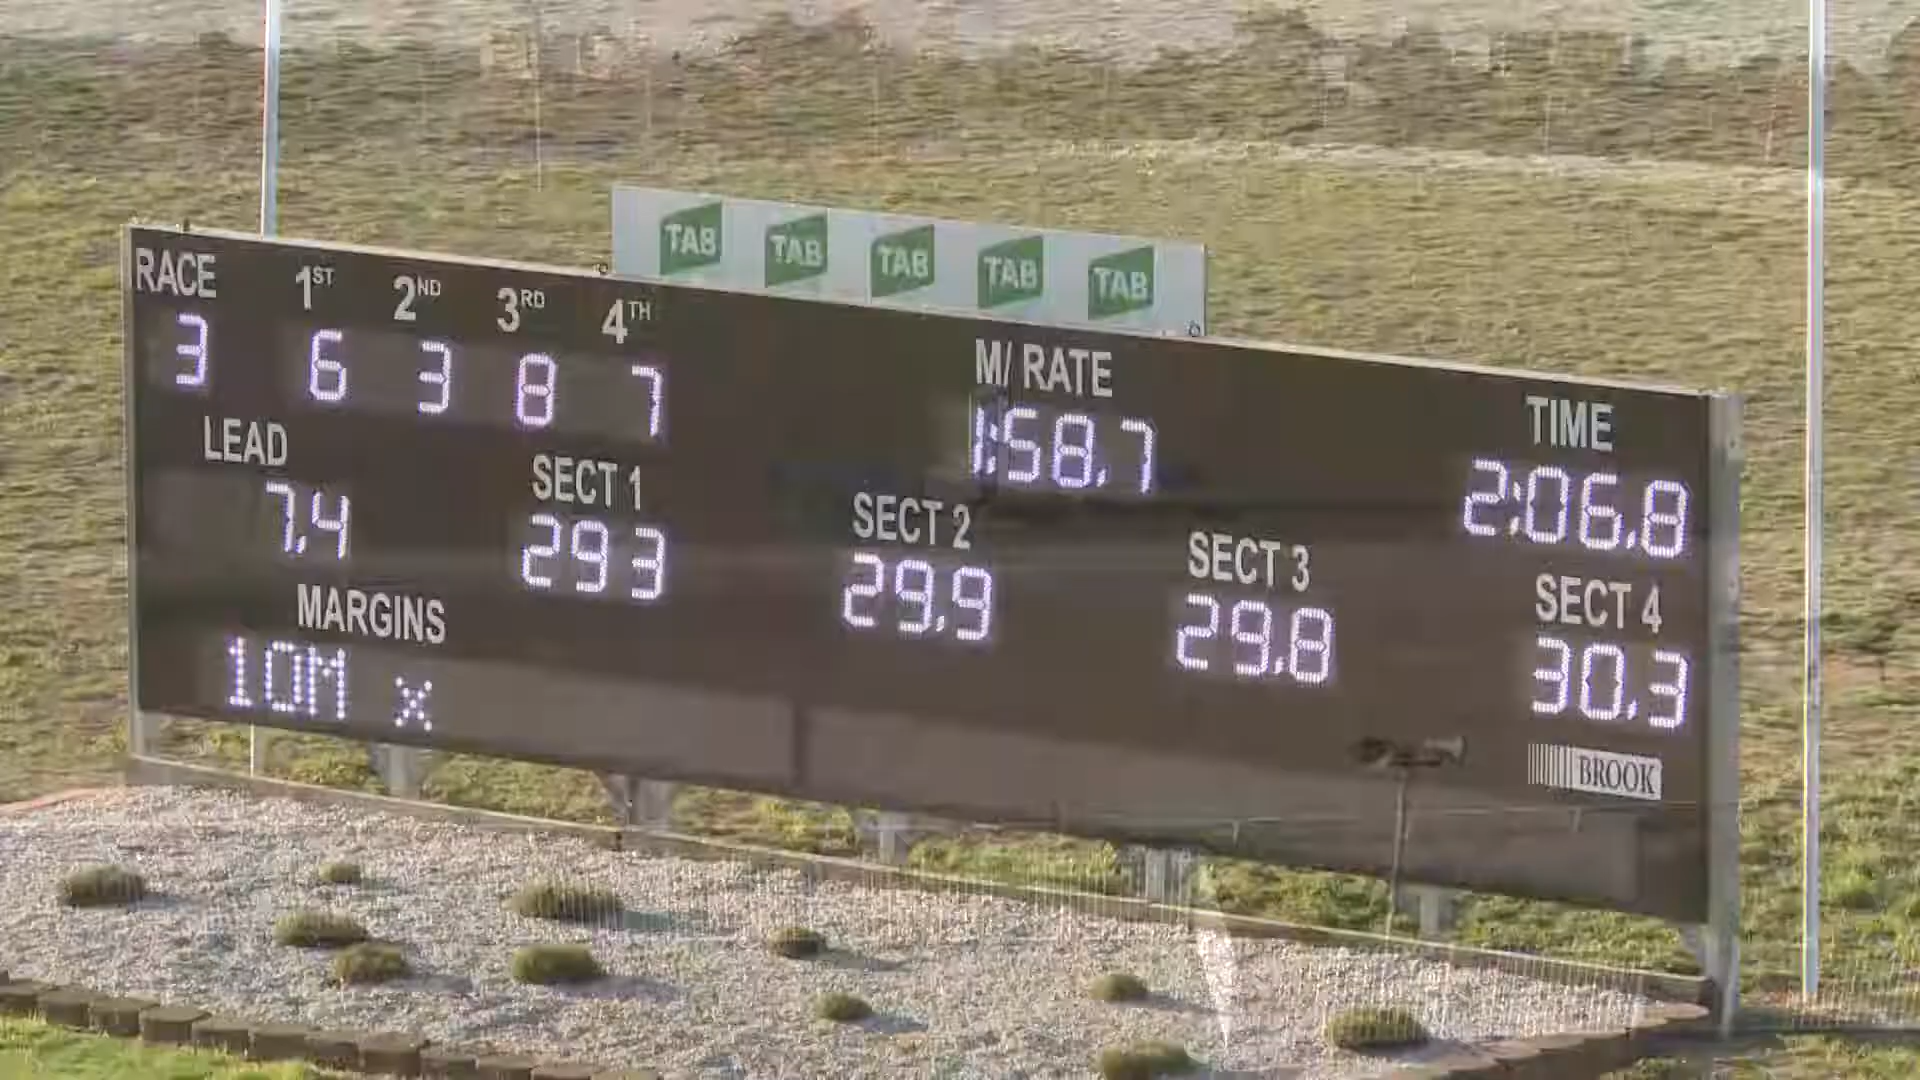 TAB TAB TAB TAB TAB
RACE 1ST 2ND 3RD 4TH
3 6 3 8 7
M/ RATE
1:58.7
TIME
2:06.8
LEAD
7.4
SECT 1
29 3
SECT 2
29.9
SECT 3
29.8
SECT 4
30.3
MARGINS
10M x
BROOK